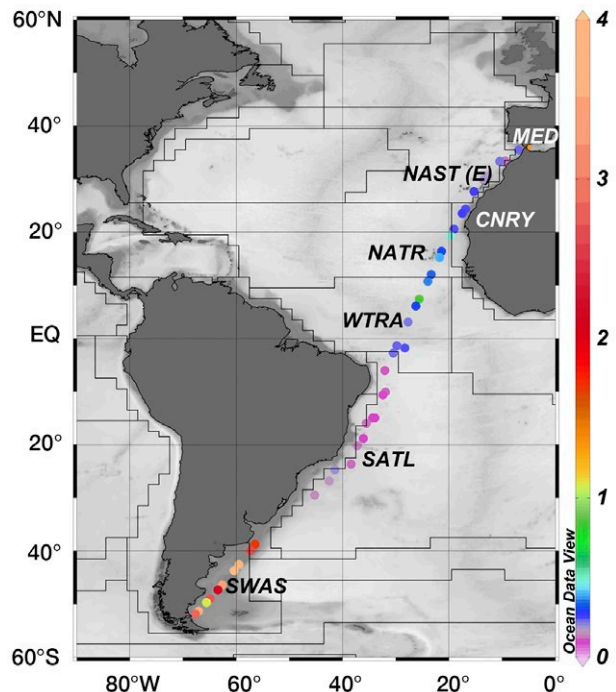 60°N
4
40°
MED
NAST (E)
3
CNRY
20°
NATR
WTRA
EQ
2
20°
SATL
1
40°
SWAS
Ocean Data View
60°S
0
80°W
60°
40°
20°
0°